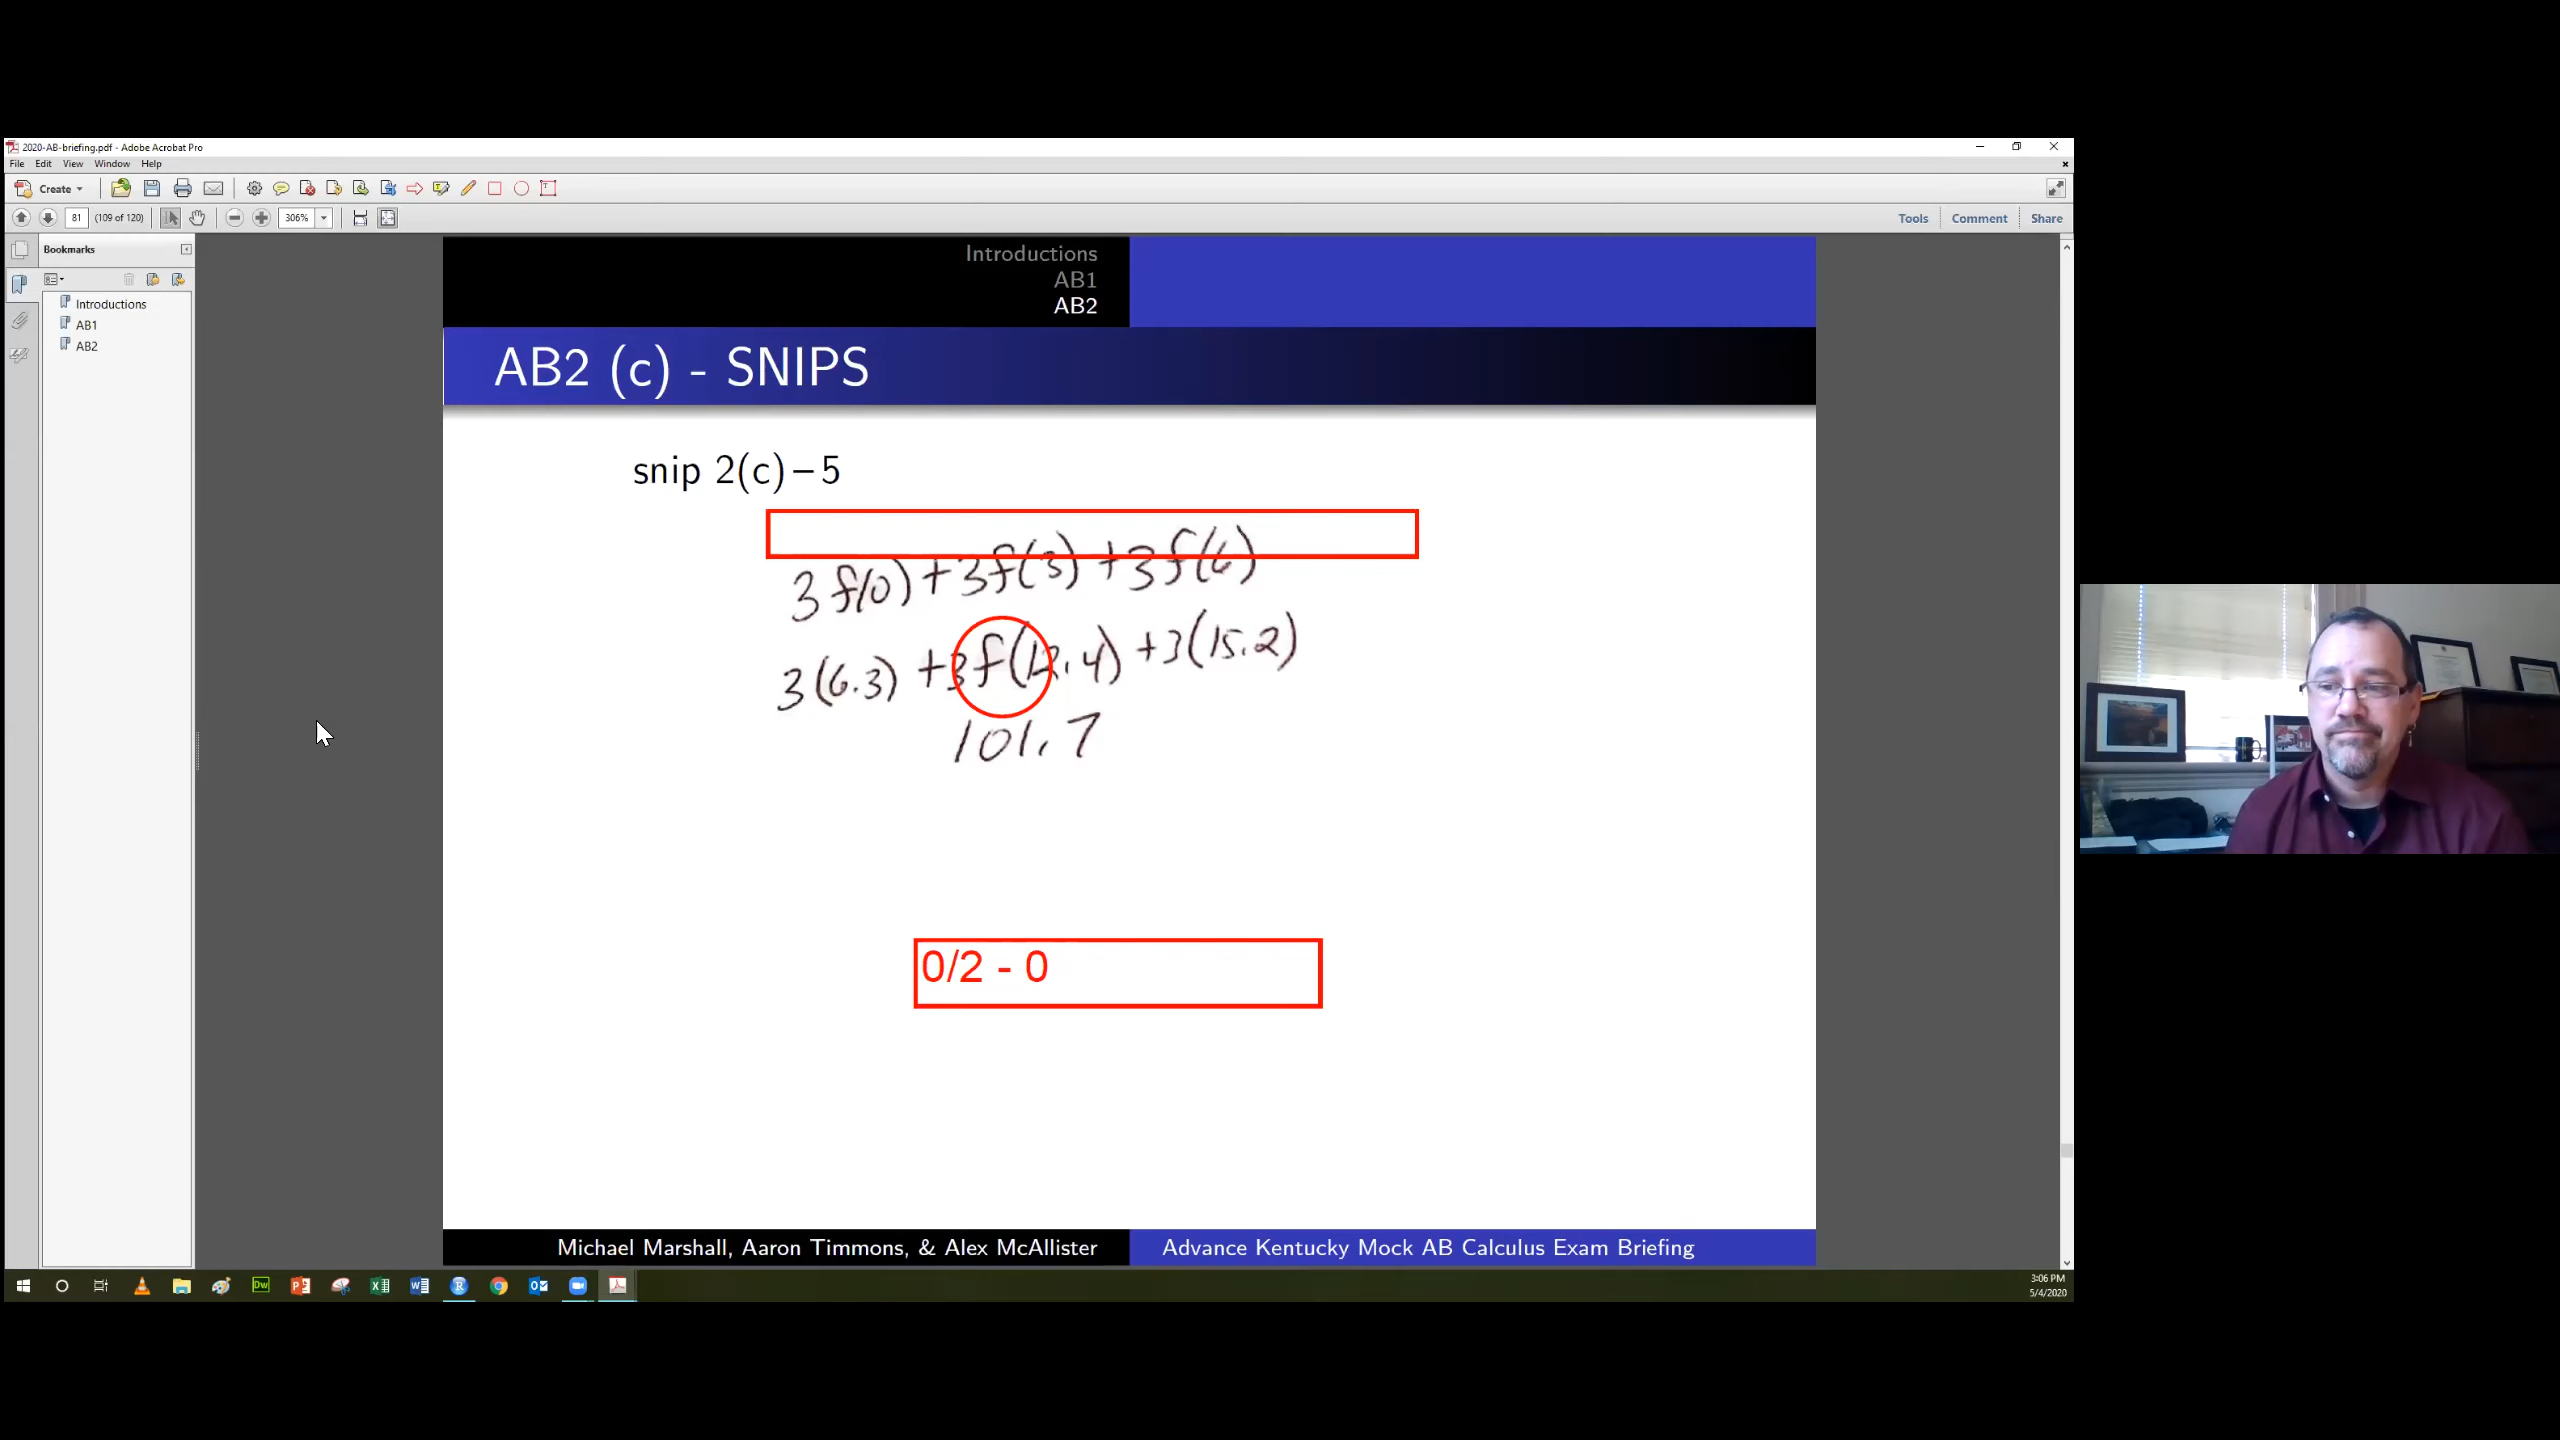 2020-AB-briefing.pdf - Adobe Acrobat Pro
File Edit View Window Help
Create
81 (109 of 120) 306% Tools Comment Share
Bookmarks
Introductions
AB1
AB2
Introductions
AB1
AB2
AB2 (c) - SNIPS
snip 2(c)–5
3f(0)+3f(3)+3f(6)
3(6.3)+3f(12.4)+3(15.2)
101.7
0/2 - 0
Michael Marshall, Aaron Timmons, & Alex McAllister Advance Kentucky Mock AB Calculus Exam Briefing
3:06 PM
5/4/2020